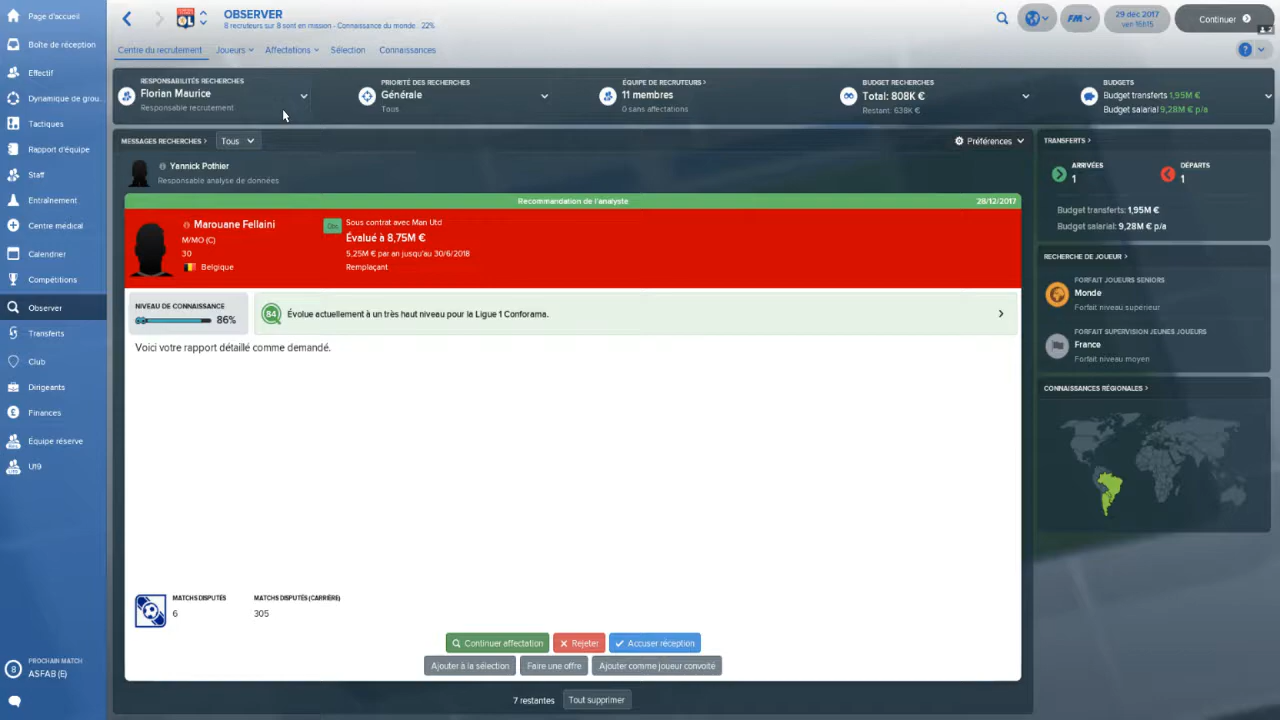 Page d'accueil
Boîte de réception
Effectif
Dynamique de grou...
Tactiques
Rapport d'équipe
Staff
Entraînement
Centre médical
Calendrier
Compétitions
Observer
Transferts
Club
Dirigeants
Finances
Équipe réserve
U19
PROCHAIN MATCH
ASFAB (E)
OBSERVER
8 recruteurs sur 8 sont en mission - Connaissance du monde : 22%
FM
29 déc 2017
ven 16h15
Continuer
2
Centre du recrutement
Joueurs
Affectations
Sélection
Connaissances
?
RESPONSABILITÉS RECHERCHES
Florian Maurice
Responsable recrutement
PRIORITÉ DES RECHERCHES
Générale
Tous
ÉQUIPE DE RECRUTEURS >
11 membres
0 sans affectations
BUDGET RECHERCHES
Total: 808K €
Restant: 638K €
BUDGETS
Budget transferts 1,95M €
Budget salarial 9,28M € p/a
MESSAGES RECHERCHES >
Tous
Préférences
Yannick Pothier
Responsable analyse de données
Recommandation de l'analyste
28/12/2017
Marouane Fellaini
M/MO (C)
30
Belgique
Obs
Sous contrat avec Man Utd
Évalué à 8,75M €
5,25M € par an jusqu'au 30/6/2018
Remplaçant
NIVEAU DE CONNAISSANCE
86%
84
Évolue actuellement à un très haut niveau pour la Ligue 1 Conforama.
Voici votre rapport détaillé comme demandé.
MATCHS DISPUTÉS
6
MATCHS DISPUTÉS (CARRIÈRE)
305
Continuer affectation
Rejeter
Accuser réception
Ajouter à la sélection
Faire une offre
Ajouter comme joueur convoité
7 restantes
Tout supprimer
TRANSFERTS >
ARRIVÉES
1
DÉPARTS
1
Budget transferts: 1,95M €
Budget salarial: 9,28M € p/a
RECHERCHE DE JOUEUR >
FORFAIT JOUEURS SENIORS
Monde
Forfait niveau supérieur
FORFAIT SUPERVISION JEUNES JOUEURS
France
Forfait niveau moyen
CONNAISSANCES RÉGIONALES >